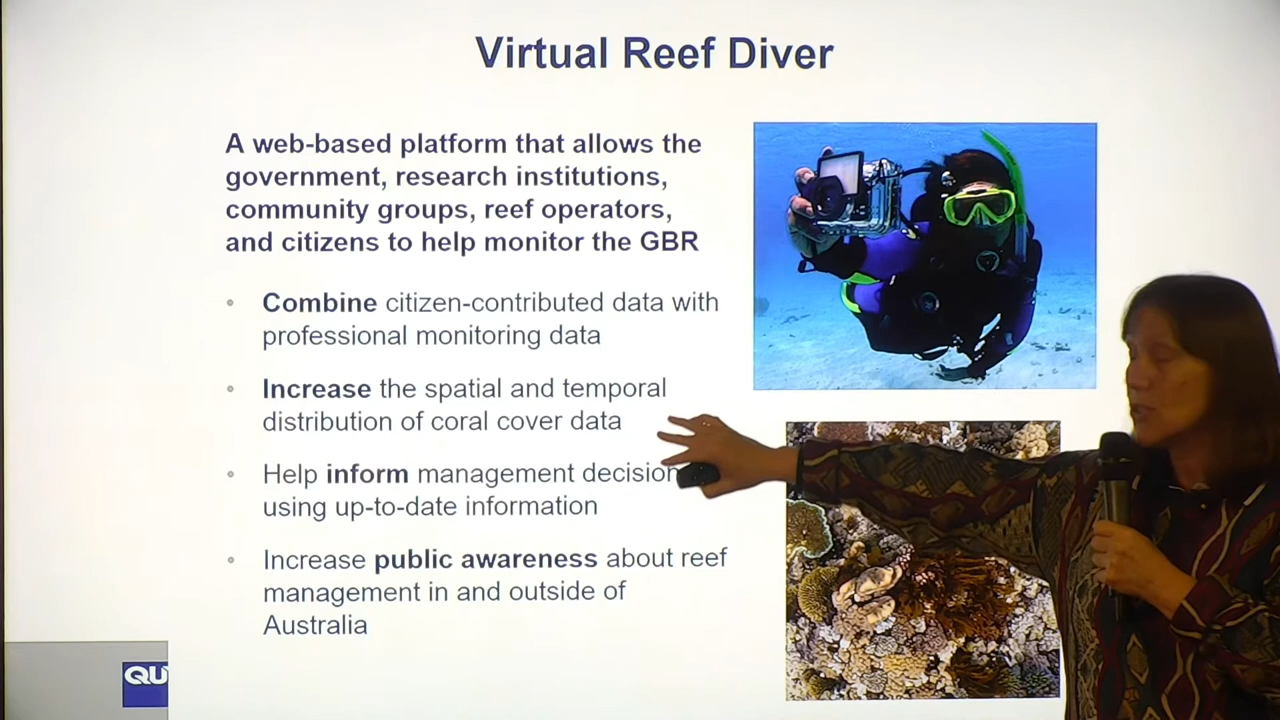 Virtual Reef Diver
A web-based platform that allows the
government, research institutions,
community groups, reef operators,
and citizens to help monitor the GBR
• Combine citizen-contributed data with
professional monitoring data
• Increase the spatial and temporal
distribution of coral cover data
• Help inform management decision
using up-to-date information
• Increase public awareness about reef
management in and outside of
Australia
QU